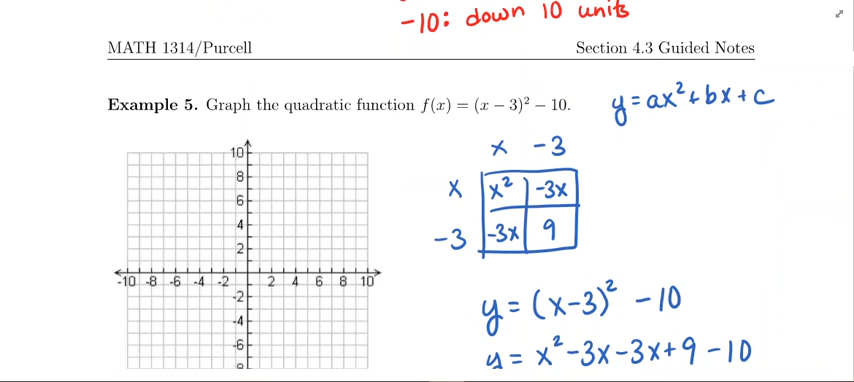 -10: down 10 units
MATH 1314/Purcell Section 4.3 Guided Notes
Example 5. Graph the quadratic function f(x) = (x − 3)² − 10.
y = ax² + bx + c
x -3
x x² -3x
-3 -3x 9
10
8
6
4
2
-10 -8 -6 -4 -2 2 4 6 8 10
-2
-4
-6
y = (x-3)² - 10
y = x² - 3x - 3x + 9 - 10